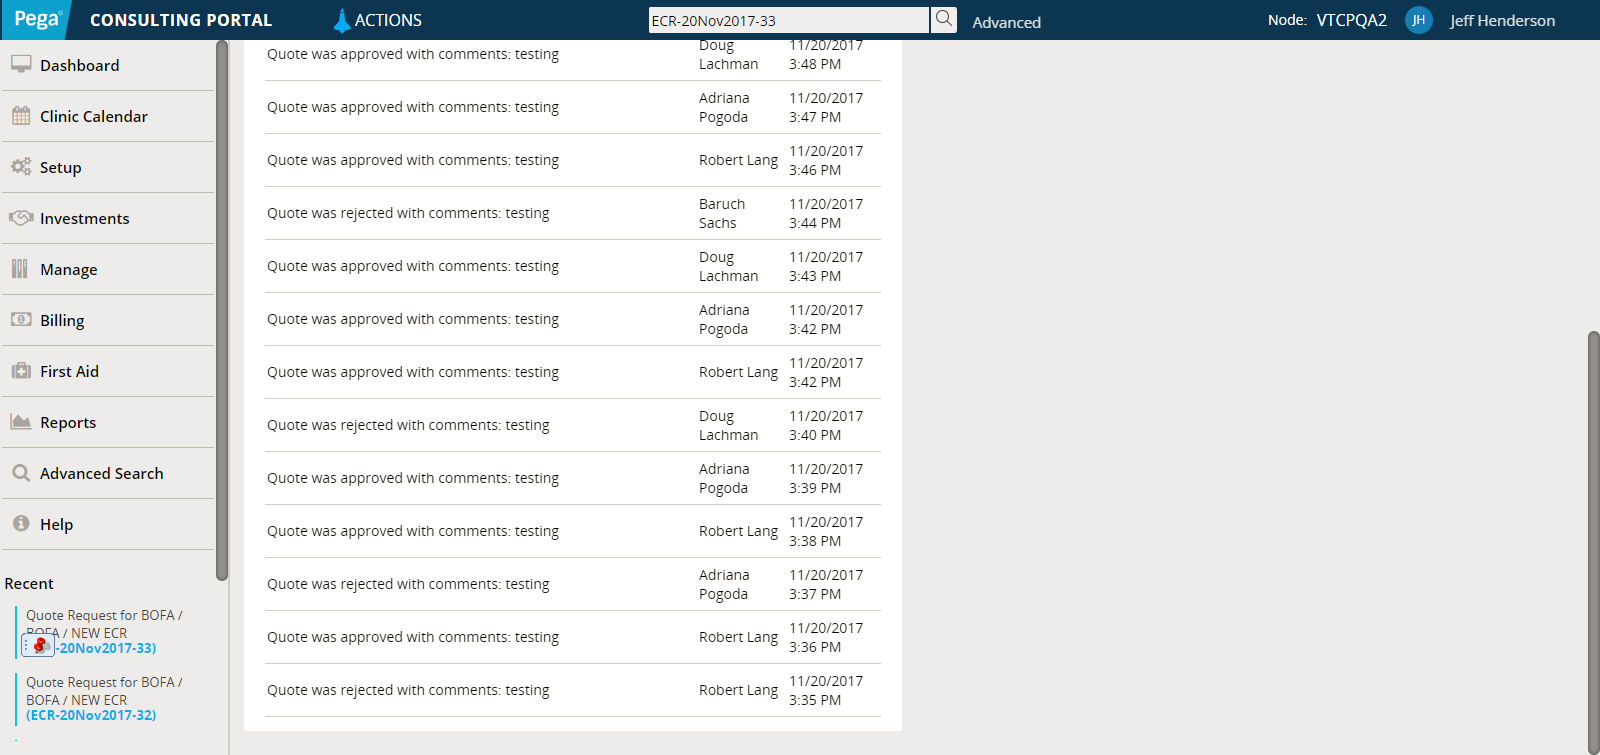 Pega CONSULTING PORTAL ACTIONS ECR-20Nov2017-33 Advanced Node: VTCPQA2 JH Jeff Henderson
Dashboard
Clinic Calendar
Setup
Investments
Manage
Billing
First Aid
Reports
Advanced Search
Help
Recent
Quote Request for BOFA /
BOFA / NEW ECR
-20Nov2017-33)
Quote Request for BOFA /
BOFA / NEW ECR
(ECR-20Nov2017-32)
Quote was approved with comments: testing
Doug
Lachman
11/20/2017
3:48 PM
Quote was approved with comments: testing
Adriana
Pogoda
11/20/2017
3:47 PM
Quote was approved with comments: testing
Robert Lang
11/20/2017
3:46 PM
Quote was rejected with comments: testing
Baruch
Sachs
11/20/2017
3:44 PM
Quote was approved with comments: testing
Doug
Lachman
11/20/2017
3:43 PM
Quote was approved with comments: testing
Adriana
Pogoda
11/20/2017
3:42 PM
Quote was approved with comments: testing
Robert Lang
11/20/2017
3:42 PM
Quote was rejected with comments: testing
Doug
Lachman
11/20/2017
3:40 PM
Quote was approved with comments: testing
Adriana
Pogoda
11/20/2017
3:39 PM
Quote was approved with comments: testing
Robert Lang
11/20/2017
3:38 PM
Quote was rejected with comments: testing
Adriana
Pogoda
11/20/2017
3:37 PM
Quote was approved with comments: testing
Robert Lang
11/20/2017
3:36 PM
Quote was rejected with comments: testing
Robert Lang
11/20/2017
3:35 PM